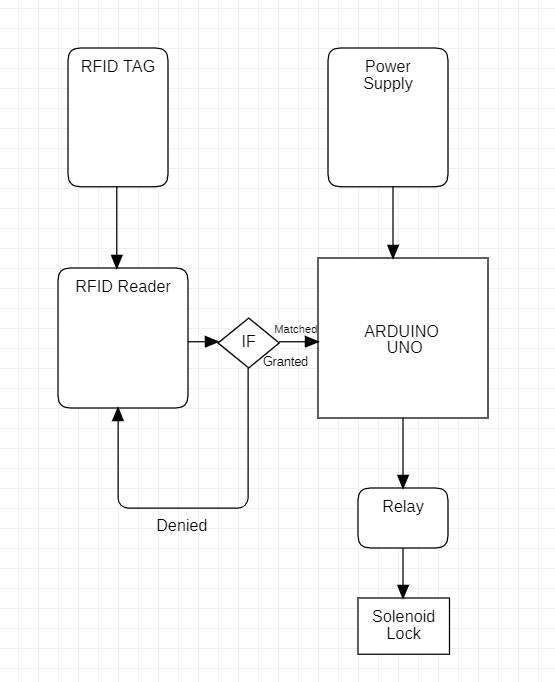 RFID TAG
Power
Supply
RFID Reader
IF
Matched
Granted
ARDUINO
UNO
Denied
Relay
Solenoid
Lock